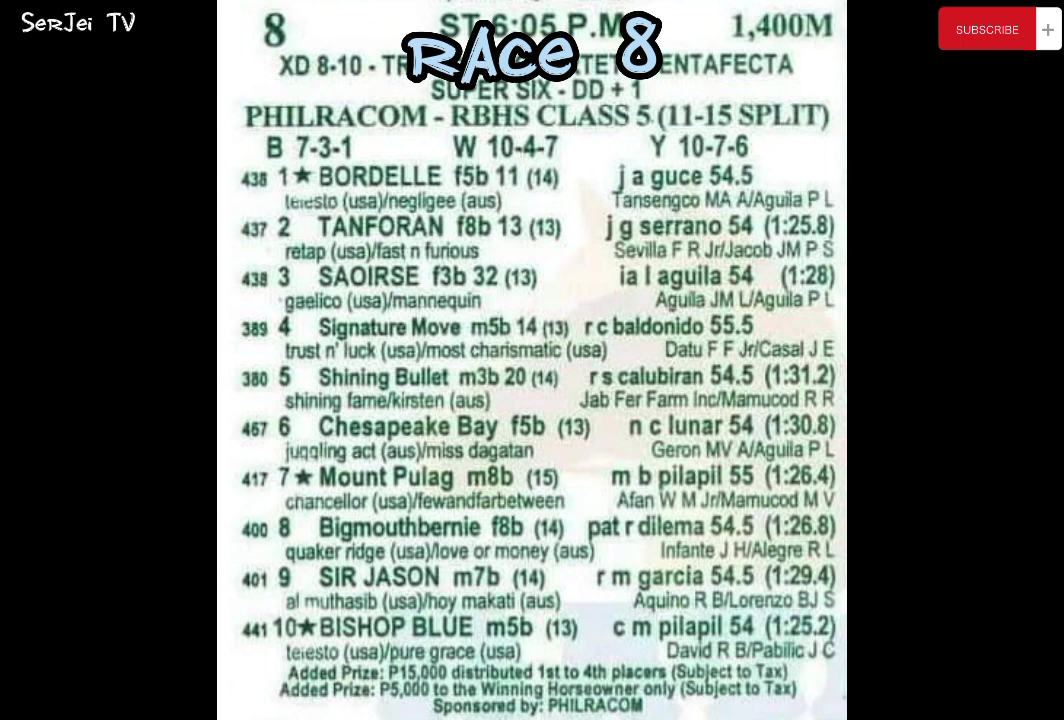 SerJei TV
SUBSCRIBE
8 ST 6:05 P.M 1,400M
RACE 8
XD 8-10 - ENTAFECTA
SUPER SIX - DD + 1
PHILRACOM - RBHS CLASS 5 (11-15 SPLIT)
B 7-3-1 W 10-4-7 Y 10-7-6
438 1★ BORDELLE f5b 11 (14) j a guce 54.5
teiesto (usa)/negligee (aus) Tansengco MA A/Aguila P L
437 2 TANFORAN f8b 13 (13) j g serrano 54 (1:25.8)
retap (usa)/fast n furious Sevilla F R Jr/Jacob JM P S
438 3 SAOIRSE f3b 32 (13) ia l aguila 54 (1:28)
gaelico (usa)/mannequin Aguila JM L/Aguila P L
389 4 Signature Move m5b 14 (13) r c baldonido 55.5
trust n' luck (usa)/most charismatic (usa) Datu F F Jr/Casal J E
380 5 Shining Bullet m3b 20 (14) r s calubiran 54.5 (1:31.2)
shining fame/kirsten (aus) Jab Fer Farm Inc/Mamucod R R
467 6 Chesapeake Bay f5b (13) n c lunar 54 (1:30.8)
juggling act (aus)/miss dagatan Geron MV A/Aguila P L
417 7★ Mount Pulag m8b (15) m b pilapil 55 (1:26.4)
chancellor (usa)/fewandfarbetween Afan W M Jr/Mamucod M V
400 8 Bigmouthbernie f8b (14) pat r dilema 54.5 (1:26.8)
quaker ridge (usa)/love or money (aus) Infante J H/Alegre R L
401 9 SIR JASON m7b (14) r m garcia 54.5 (1:29.4)
al muthasib (usa)/hoy makati (aus) Aquino R B/Lorenzo BJ S
441 10★ BISHOP BLUE m5b (13) c m pilapil 54 (1:25.2)
teiesto (usa)/pure grace (usa) David R B/Pabilic J C
Added Prize: P15,000 distributed 1st to 4th placers (Subject to Tax)
Added Prize: P5,000 to the Winning Horseowner only (Subject to Tax)
Sponsored by: PHILRACOM